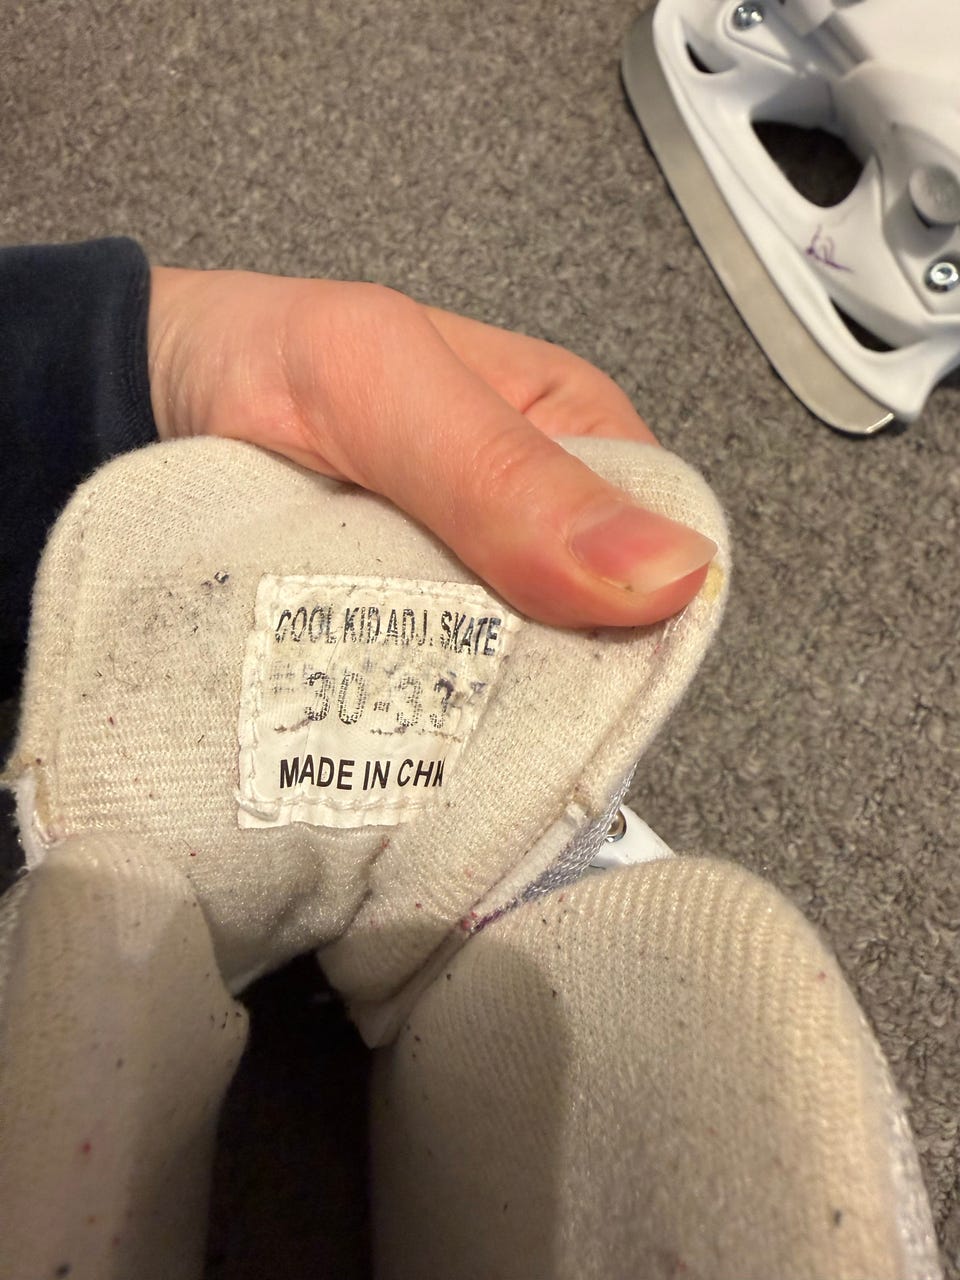 COOL KID ADJ. SKATE
30-33
MADE IN CHI